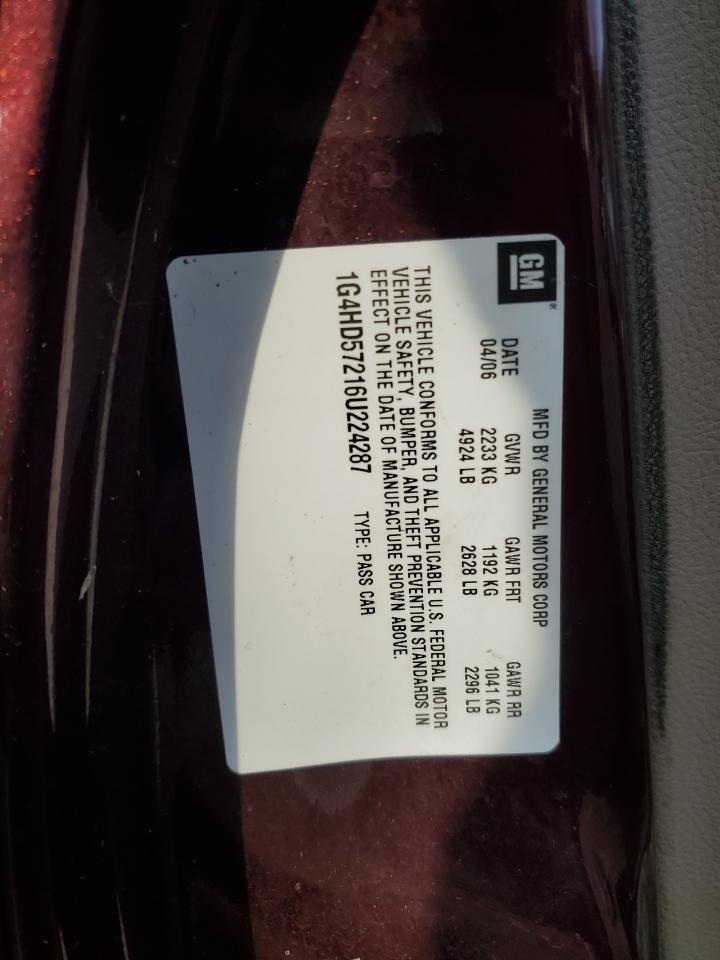 GM®
MFD BY GENERAL MOTORS CORP
DATE GVWR GAWR FRT GAWR RR
04/06 2233 KG 1192 KG 1041 KG
4924 LB 2628 LB 2296 LB
THIS VEHICLE CONFORMS TO ALL APPLICABLE U.S. FEDERAL MOTOR
VEHICLE SAFETY, BUMPER, AND THEFT PREVENTION STANDARDS IN
EFFECT ON THE DATE OF MANUFACTURE SHOWN ABOVE.
1G4HD57216U224287 TYPE: PASS CAR